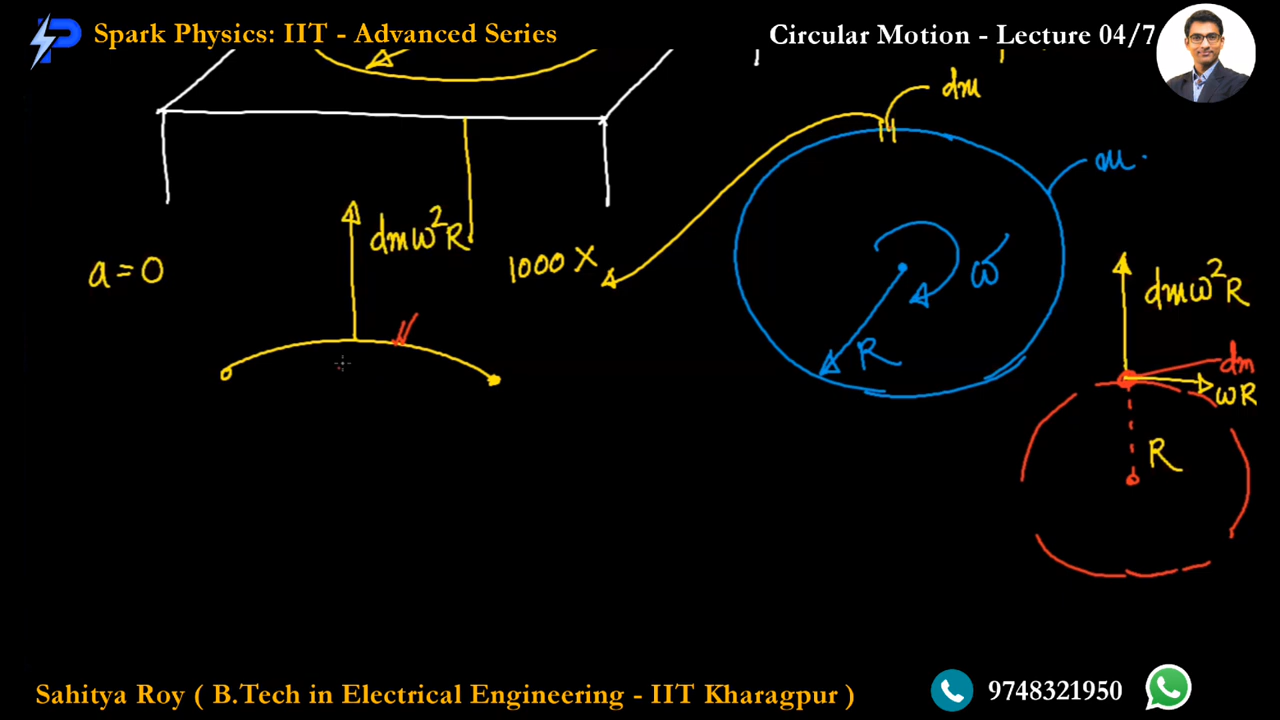 Spark Physics: IIT - Advanced Series
Circular Motion - Lecture 04/7
dm
m
dmω²R
1000 X
a = 0
ω
R
dmω²R
dm
ωR
R
Sahitya Roy ( B.Tech in Electrical Engineering - IIT Kharagpur )
9748321950